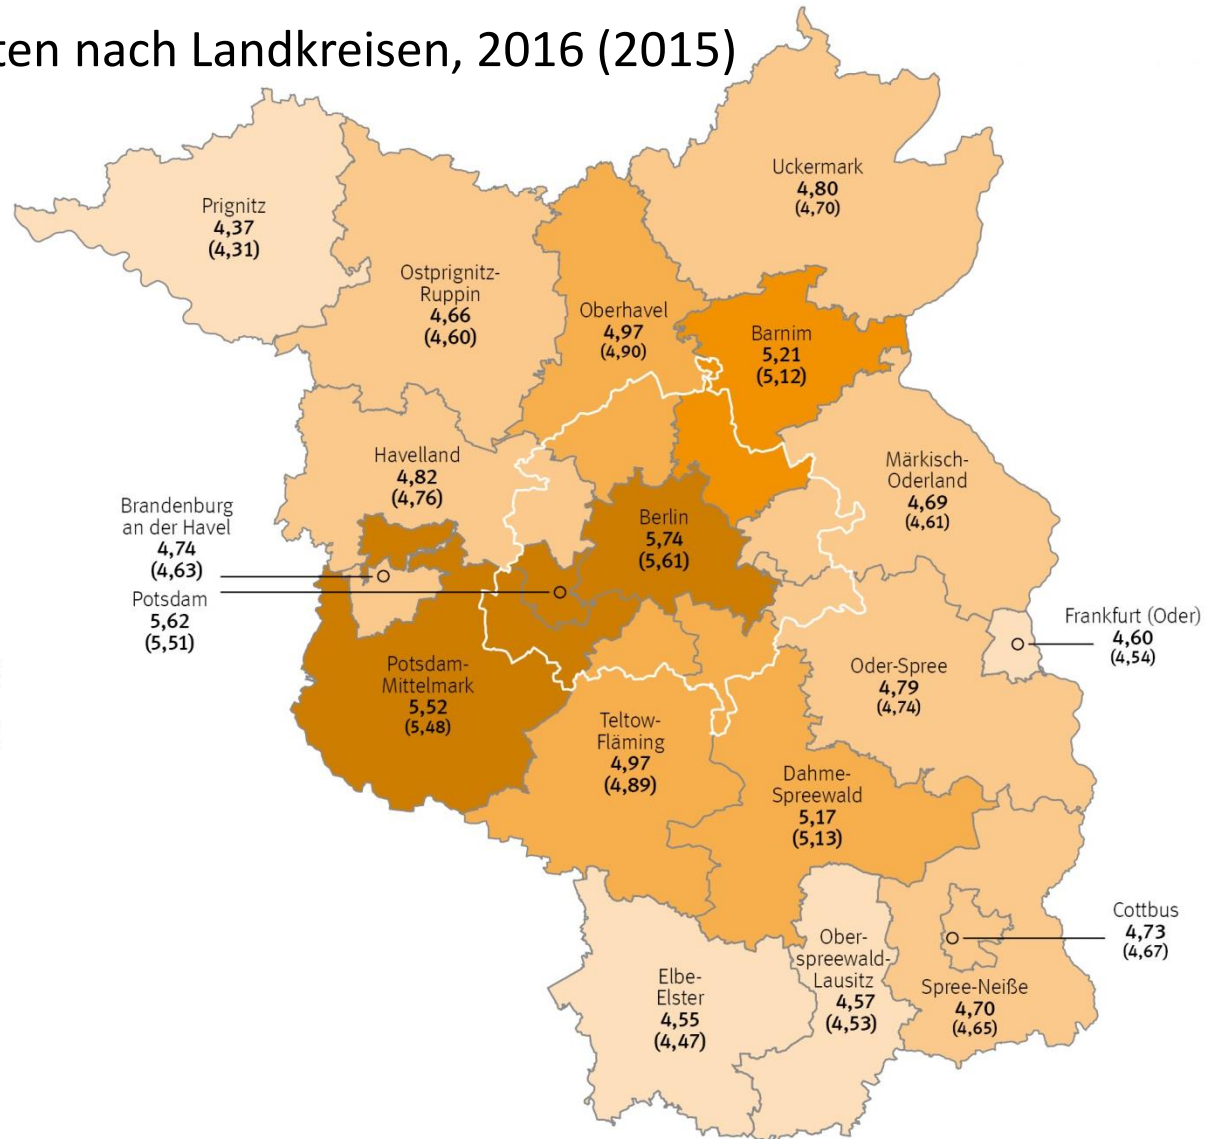 ten nach Landkreisen, 2016 (2015)
Uckermark
4,80
(4,70)
Prignitz
4,37
(4,31)
Ostprignitz-
Ruppin
4,66
(4,60)
Oberhavel
4,97
(4,90)
Barnim
5,21
(5,12)
Havelland
4,82
(4,76)
Märkisch-
Oderland
4,69
(4,61)
Brandenburg
an der Havel
4,74
(4,63)
Berlin
5,74
(5,61)
Potsdam
5,62
(5,51)
Frankfurt (Oder)
4,60
(4,54)
Potsdam-
Mittelmark
5,52
(5,48)
Oder-Spree
4,79
(4,74)
Teltow-
Fläming
4,97
(4,89)
Dahme-
Spreewald
5,17
(5,13)
Cottbus
4,73
(4,67)
Ober-
spreewald-
Lausitz
4,57
(4,53)
Elbe-
Elster
4,55
(4,47)
Spree-Neiße
4,70
(4,65)